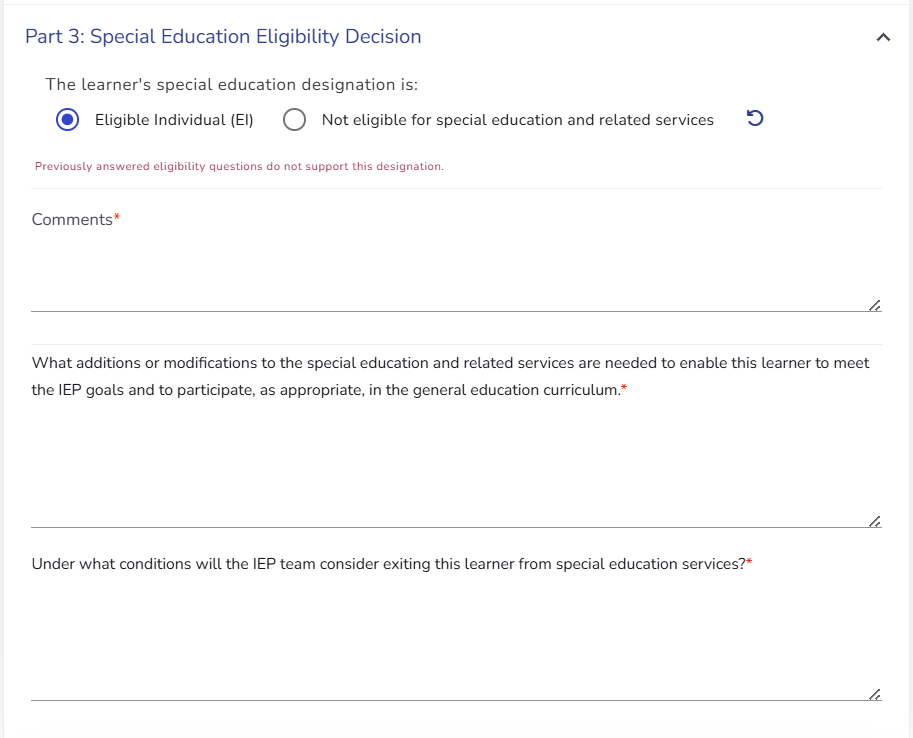 Part 3: Special Education Eligibility Decision
The learner's special education designation is:
Eligible Individual (EI) Not eligible for special education and related services
Previously answered eligibility questions do not support this designation.
Comments*
What additions or modifications to the special education and related services are needed to enable this learner to meet
the IEP goals and to participate, as appropriate, in the general education curriculum.*
Under what conditions will the IEP team consider exiting this learner from special education services?*